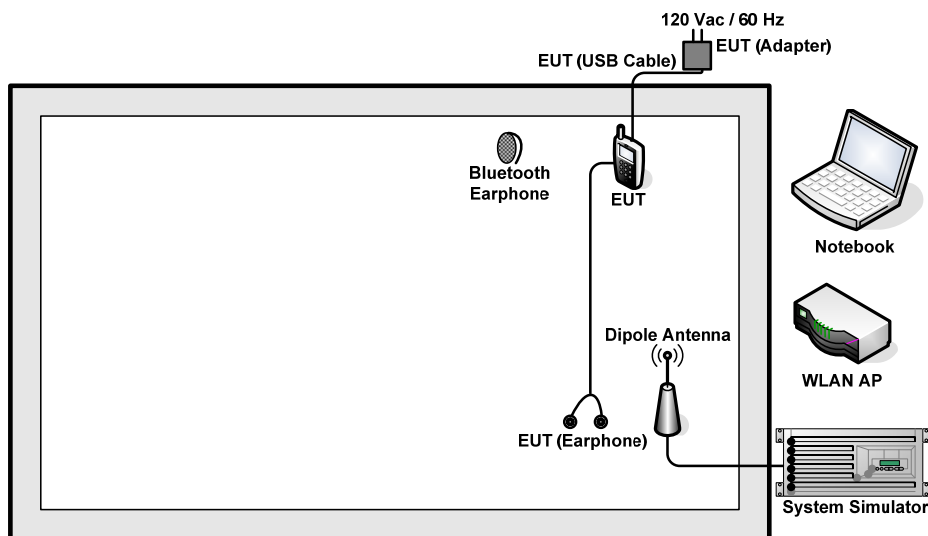 120 Vac / 60 Hz
EUT (Adapter)
EUT (USB Cable)
Bluetooth
Earphone
EUT
Notebook
Dipole Antenna
WLAN AP
EUT (Earphone)
System Simulator